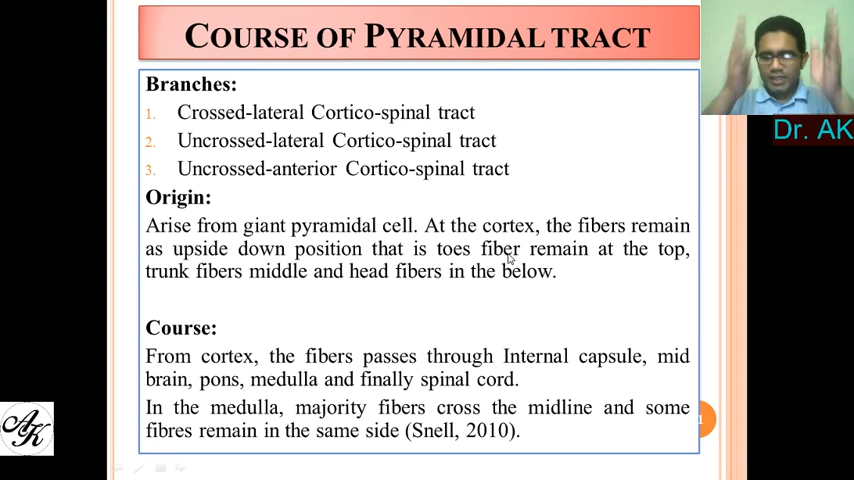 COURSE OF PYRAMIDAL TRACT
Branches:
1. Crossed-lateral Cortico-spinal tract
2. Uncrossed-lateral Cortico-spinal tract
3. Uncrossed-anterior Cortico-spinal tract
Origin:
Arise from giant pyramidal cell. At the cortex, the fibers remain
as upside down position that is toes fiber remain at the top,
trunk fibers middle and head fibers in the below.
Course:
From cortex, the fibers passes through Internal capsule, mid
brain, pons, medulla and finally spinal cord.
In the medulla, majority fibers cross the midline and some
fibres remain in the same side (Snell, 2010).
1
Dr. AK
AK